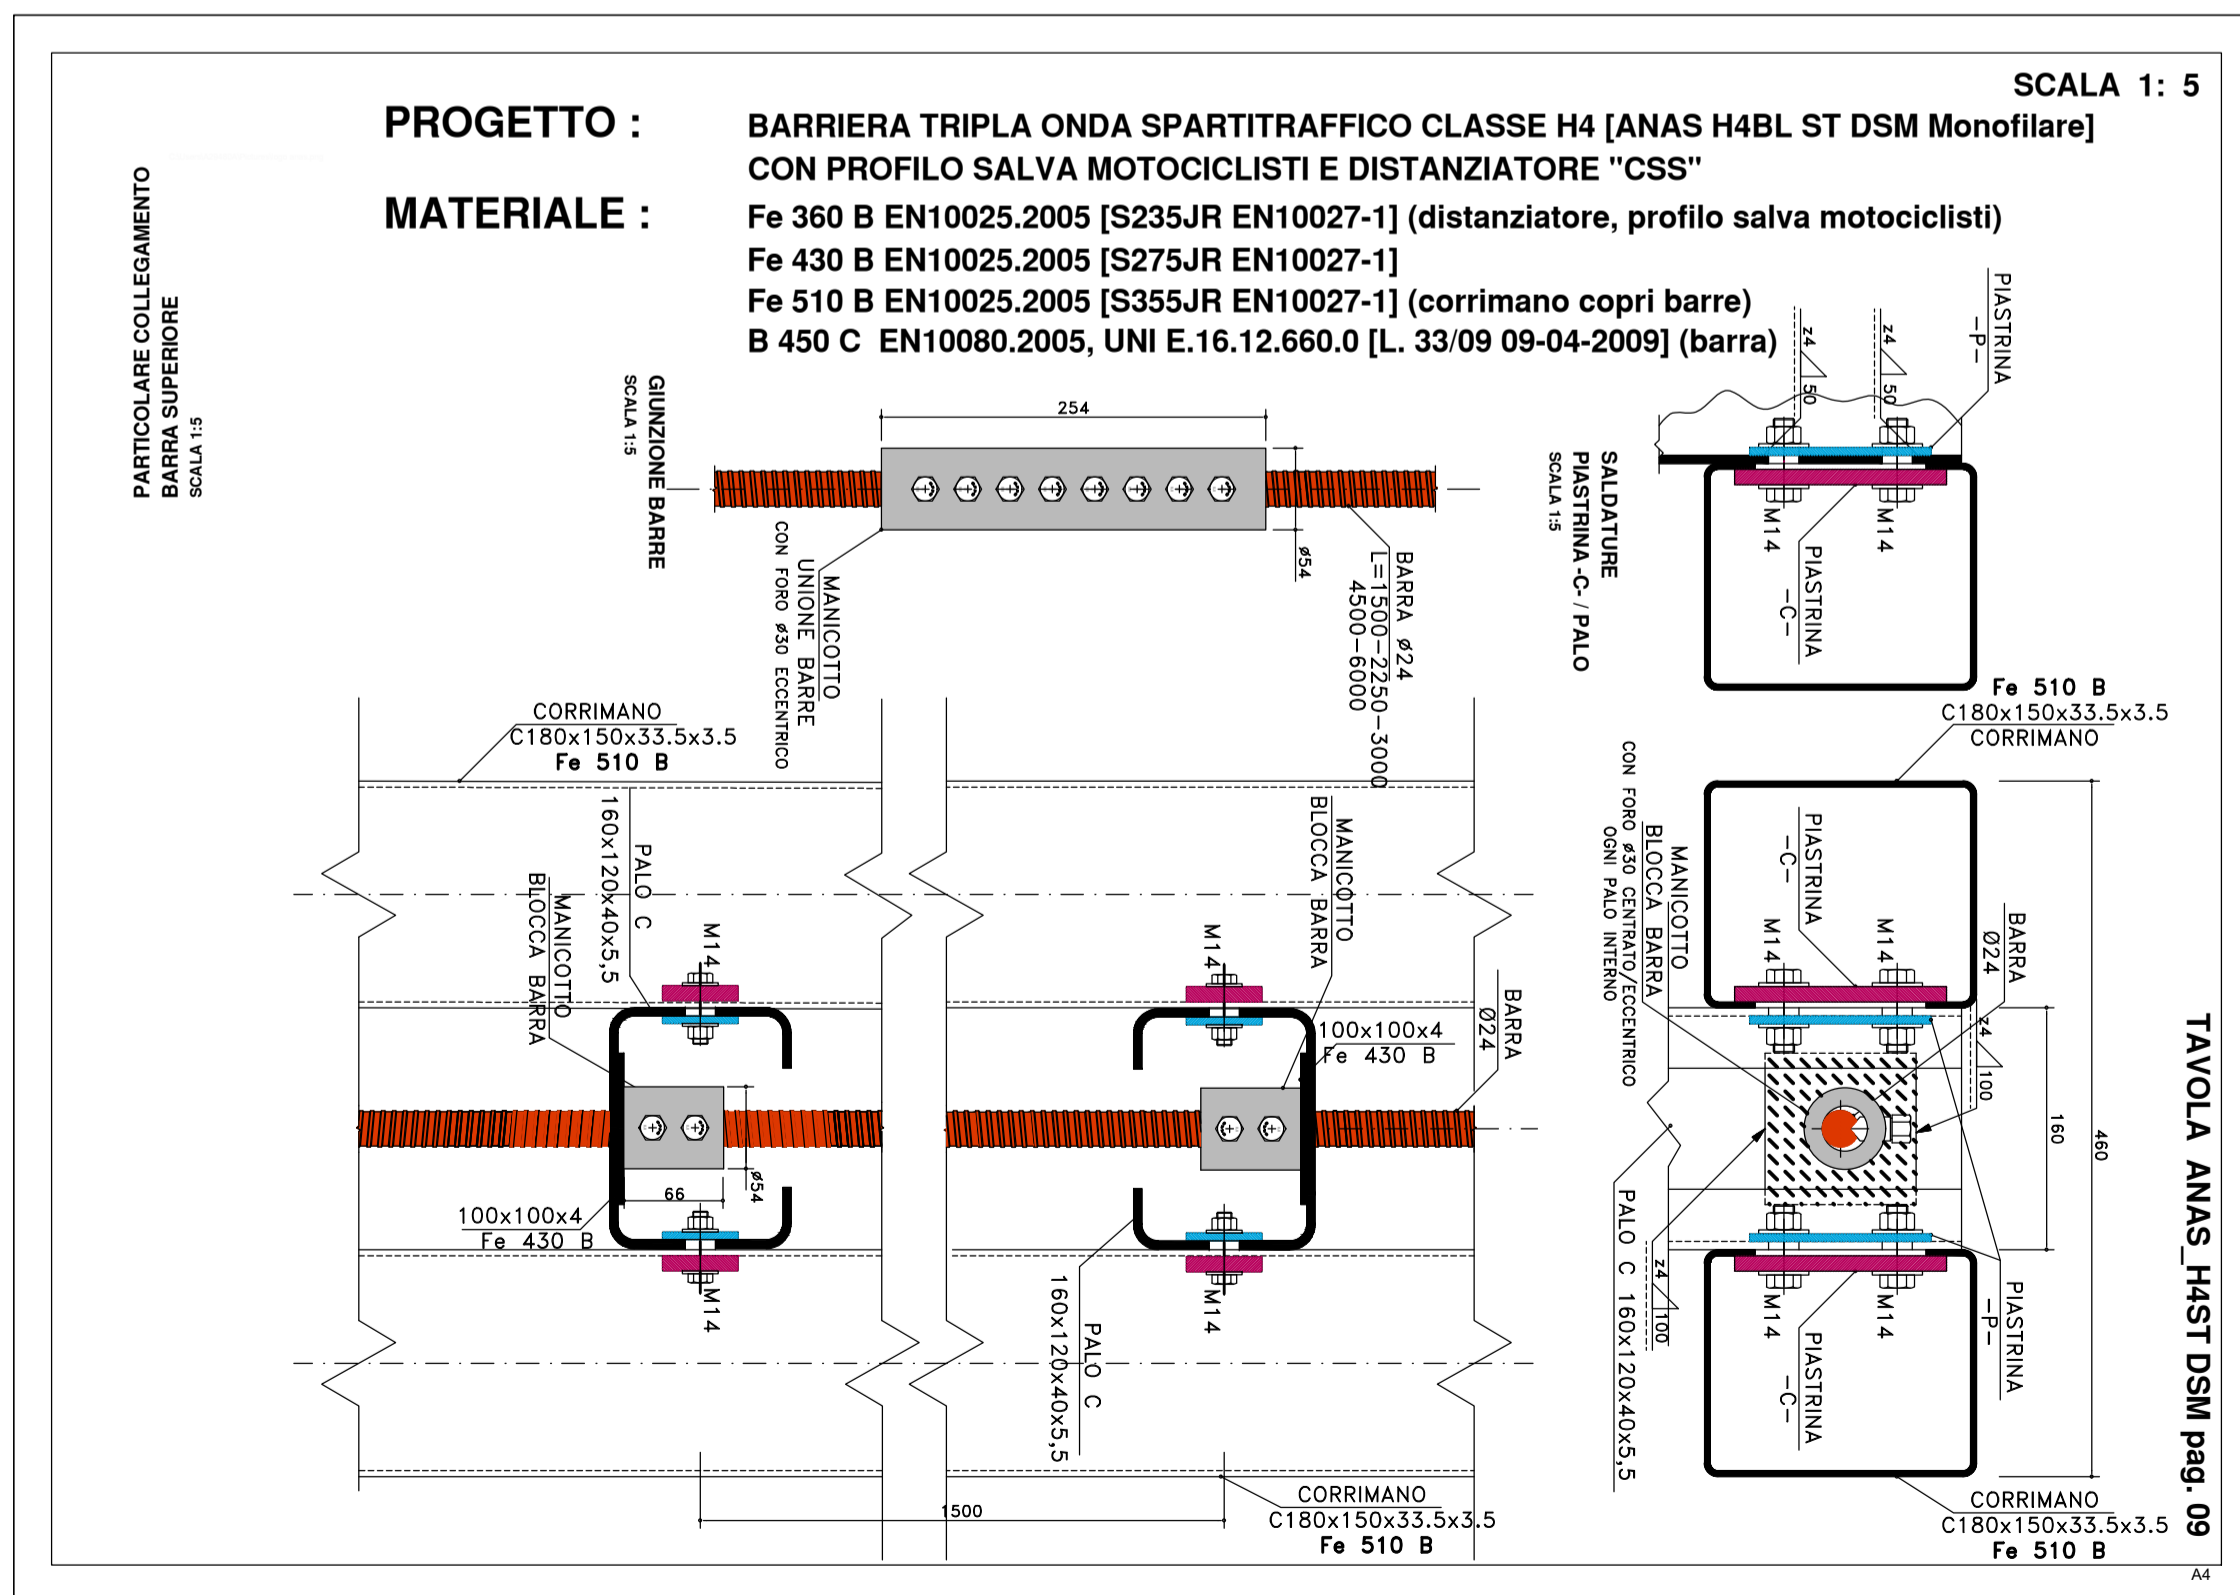 SCALA 1: 5
PROGETTO :
BARRIERA TRIPLA ONDA SPARTITRAFFICO CLASSE H4 [ANAS H4BL ST DSM Monofilare]
CON PROFILO SALVA MOTOCICLISTI E DISTANZIATORE "CSS"
MATERIALE :
Fe 360 B EN10025.2005 [S235JR EN10027-1] (distanziatore, profilo salva motociclisti)
Fe 430 B EN10025.2005 [S275JR EN10027-1]
Fe 510 B EN10025.2005 [S355JR EN10027-1] (corrimano copri barre)
B 450 C EN10080.2005, UNI E.16.12.660.0 [L. 33/09 09-04-2009] (barra)
PARTICOLARE COLLEGAMENTO
BARRA SUPERIORE
SCALA 1:5
GIUNZIONE BARRE
SCALA 1:5
254
ø54
MANICOTTO
UNIONE BARRE
CON FORO ø30 ECCENTRICO
BARRA ø24
L=1500-2250-3000
4500-6000
SALDATURE
PIASTRINA -C- / PALO
SCALA 1:5
z4
50
z4
50
PIASTRINA
-P-
M14
M14
PIASTRINA
-C-
Fe 510 B
C180x150x33.5x3.5
CORRIMANO
CORRIMANO
C180x150x33.5x3.5
Fe 510 B
PALO C
160x120x40x5,5
MANICOTTO
BLOCCA BARRA
M14
M14
MANICOTTO
BLOCCA BARRA
100x100x4
Fe 430 B
BARRA
Ø24
66
ø54
100x100x4
Fe 430 B
M14
M14
PALO C
160x120x40x5,5
1500
CORRIMANO
C180x150x33.5x3.5
Fe 510 B
PIASTRINA
-C-
M14
M14
BARRA
Ø24
MANICOTTO
BLOCCA BARRA
CON FORO ø30 CENTRATO/ECCENTRICO
OGNI PALO INTERNO
z4
100
160
460
PALO C 160x120x40x5,5
z4
100
M14
M14
PIASTRINA
-C-
PIASTRINA
-P-
CORRIMANO
C180x150x33.5x3.5
Fe 510 B
TAVOLA ANAS_H4ST DSM pag. 09
A4